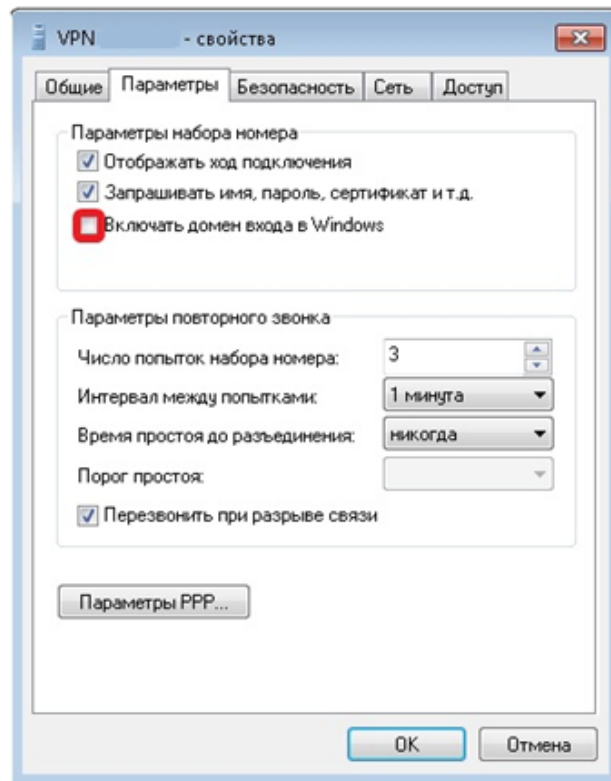 VPN - свойства
Общие Параметры Безопасность Сеть Доступ
Параметры набора номера
Отображать ход подключения
Запрашивать имя, пароль, сертификат и т.д.
Включать домен входа в Windows
Параметры повторного звонка
Число попыток набора номера: 3
Интервал между попытками: 1 минута
Время простоя до разъединения: никогда
Порог простоя:
Перезвонить при разрыве связи
Параметры PPP...
OK Отмена